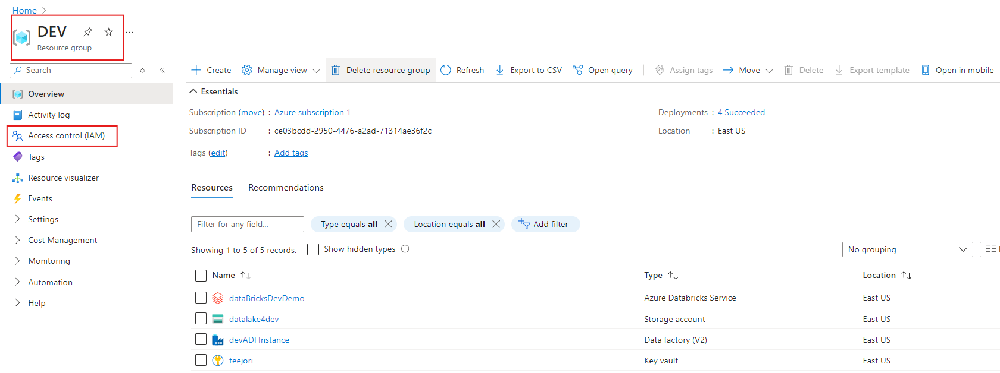 Home
DEV
Resource group
Search
Create Manage view Delete resource group Refresh Export to CSV Open query Assign tags Move Delete Export template Open in mobile
Overview
Activity log
Access control (IAM)
Tags
Resource visualizer
Events
Settings
Cost Management
Monitoring
Automation
Help
Essentials
Subscription (move) : Azure subscription 1
Subscription ID : ce03bcdd-2950-4476-a2ad-71314ae36f2c
Tags (edit) : Add tags
Deployments : 4 Succeeded
Location : East US
Resources Recommendations
Filter for any field... Type equals all Location equals all Add filter
Showing 1 to 5 of 5 records. Show hidden types No grouping
Name Type Location
dataBricksDevDemo Azure Databricks Service East US
datalake4dev Storage account East US
devADFInstance Data factory (V2) East US
teejori Key vault East US